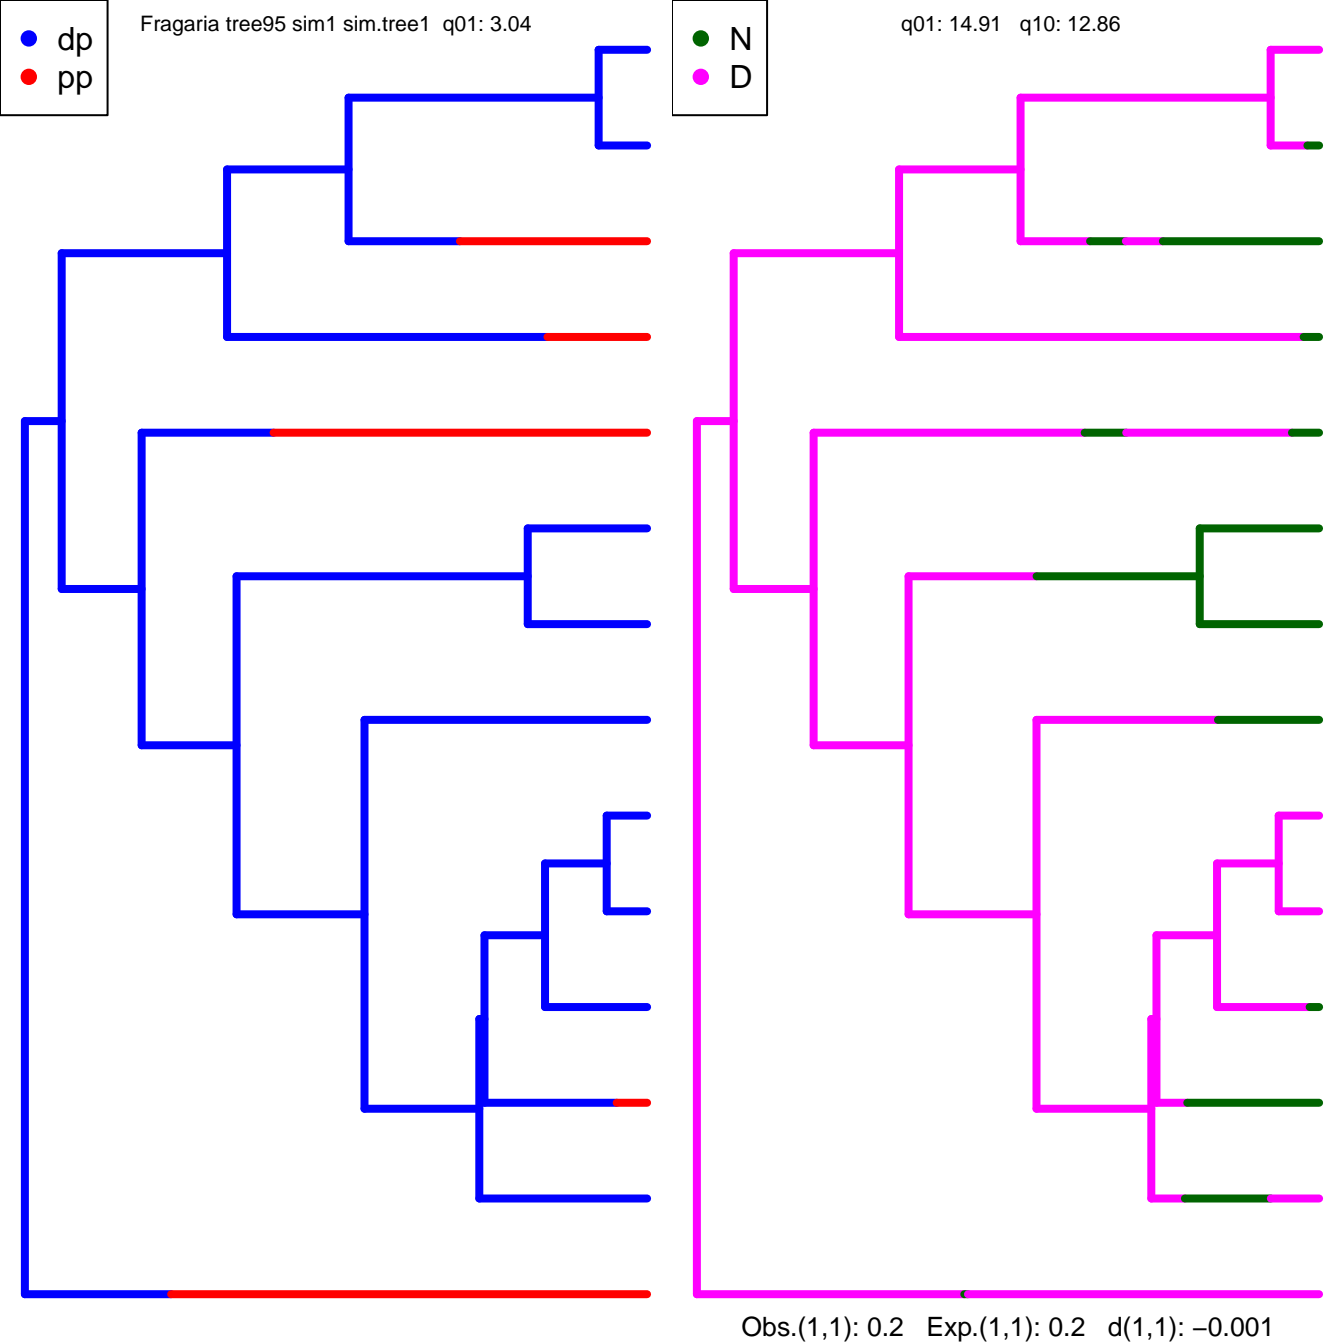 Fragaria tree95 sim1 sim.tree1 q01: 3.04
dp
pp
q01: 14.91 q10: 12.86
N
D
Obs.(1,1): 0.2 Exp.(1,1): 0.2 d(1,1): −0.001